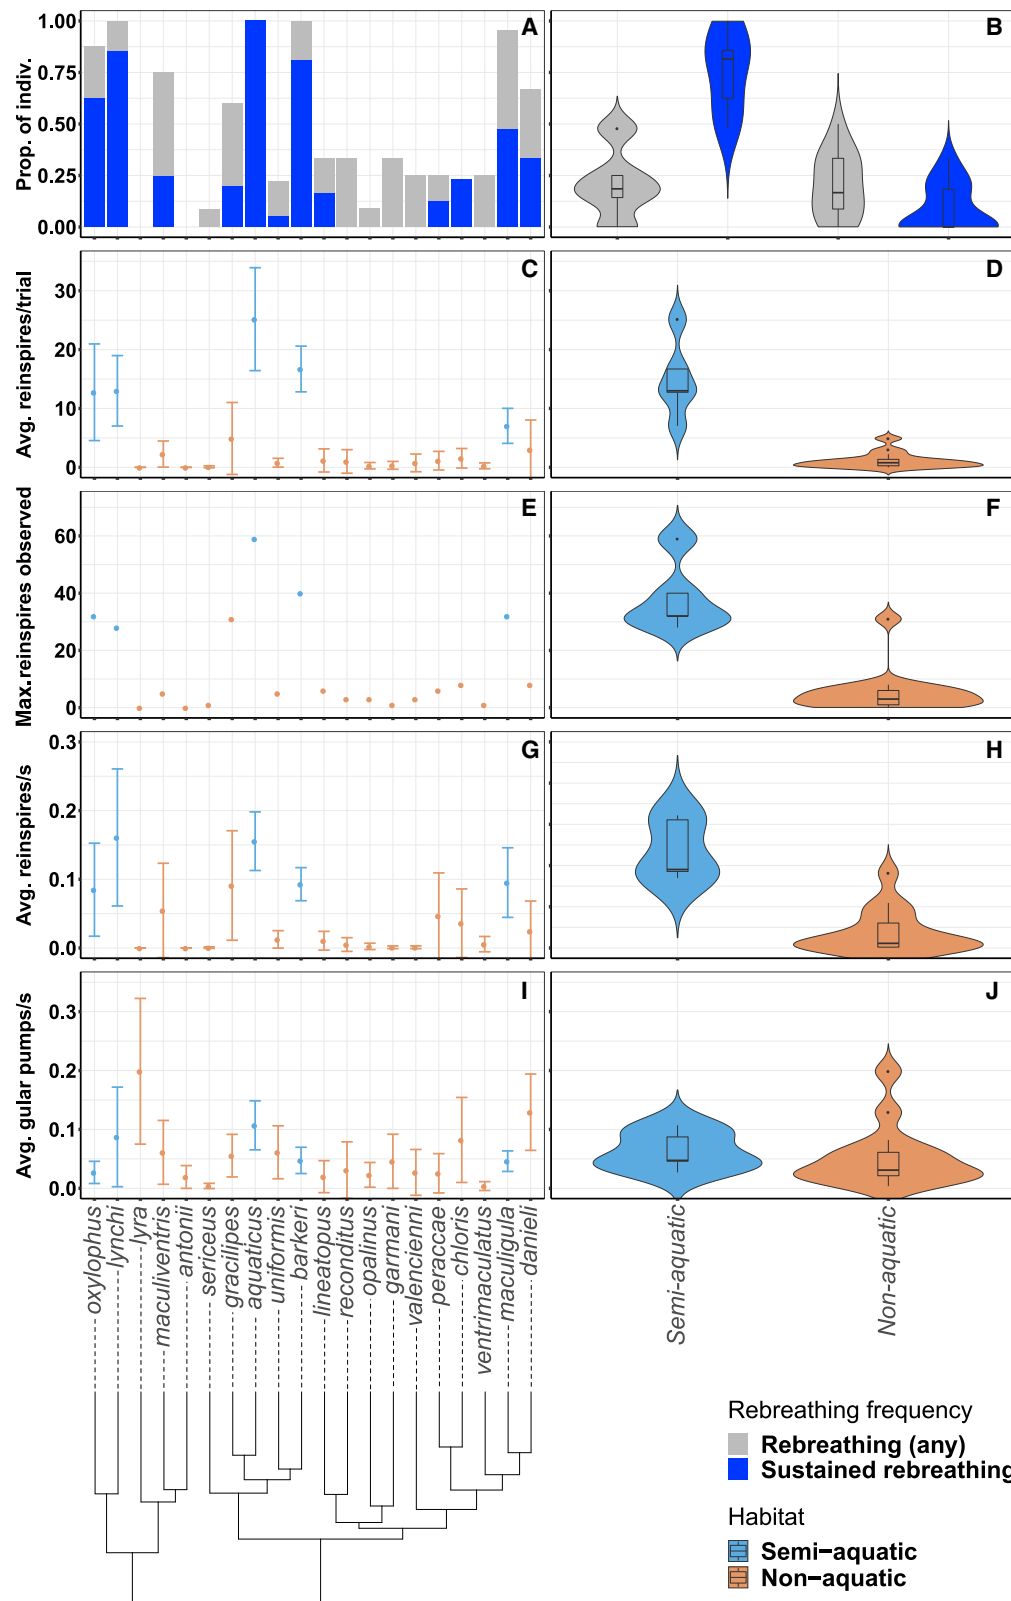 A
B
Prop. of indiv.
1.00
0.75
0.50
0.25
0.00
C
D
Avg. reinspires/trial
30
20
10
0
E
F
Max.reinspires observed
60
40
20
0
G
H
Avg. reinspires/s
0.3
0.2
0.1
0.0
I
J
Avg. gular pumps/s
0.3
0.2
0.1
0.0
oxylophus
lynchi
lyra
maculiventris
antonii
sericeus
gracilipes
aquaticus
uniformis
barkeri
lineatopus
reconditus
opalinus
garmani
valencienni
peraccae
chloris
ventrimaculatus
maculigula
danieli
Semi-aquatic
Non-aquatic
Rebreathing frequency
Rebreathing (any)
Sustained rebreathing
Habitat
Semi-aquatic
Non-aquatic